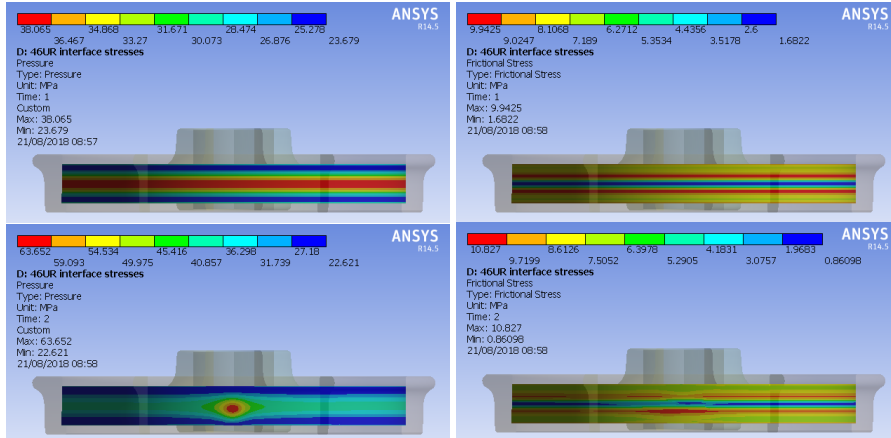 ANSYS
R14.5
38.065 34.868 31.671 28.474 25.278
36.467 33.27 30.073 26.876 23.679
D: 46UR interface stresses
Pressure
Type: Pressure
Unit: MPa
Time: 1
Custom
Max: 38.065
Min: 23.679
21/08/2018 08:57
ANSYS
R14.5
9.9425 8.1068 6.2712 4.4356 2.6
9.0247 7.189 5.3534 3.5178 1.6822
D: 46UR interface stresses
Frictional Stress
Type: Frictional Stress
Unit: MPa
Time: 1
Max: 9.9425
Min: 1.6822
21/08/2018 08:58
ANSYS
R14.5
63.652 54.534 45.416 36.298 27.18
59.093 49.975 40.857 31.739 22.621
D: 46UR interface stresses
Pressure
Type: Pressure
Unit: MPa
Time: 2
Custom
Max: 63.652
Min: 22.621
21/08/2018 08:58
ANSYS
R14.5
10.827 8.6126 6.3978 4.1831 1.9683
9.7199 7.5052 5.2905 3.0757 0.86098
D: 46UR interface stresses
Frictional Stress
Type: Frictional Stress
Unit: MPa
Time: 2
Max: 10.827
Min: 0.86098
21/08/2018 08:58